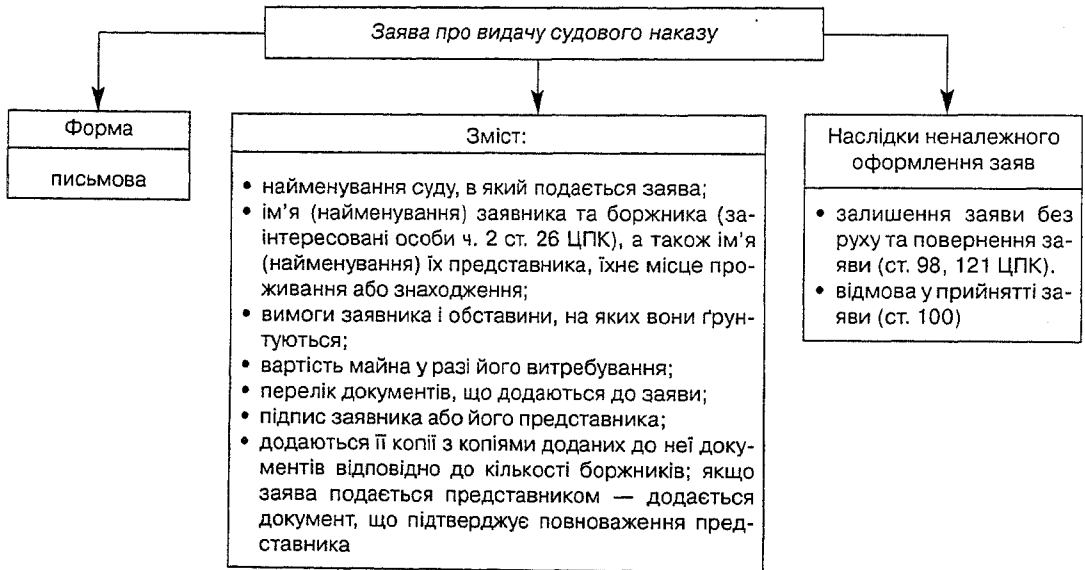 Заява про видачу судового наказу
Форма
письмова
Зміст:
• найменування суду, в який подається заява;
• ім’я (найменування) заявника та боржника (за-
інтересовані особи ч. 2 ст. 26 ЦПК), а також ім’я
(найменування) їх представника, їхнє місце про-
живання або знаходження;
• вимоги заявника і обставини, на яких вони ґрун-
туються;
• вартість майна у разі його витребування;
• перелік документів, що додаються до заяви;
• підпис заявника або його представника;
• додаються її копії з копіями доданих до неї доку-
ментів відповідно до кількості боржників; якщо
заява подається представником — додається
документ, що підтверджує повноваження пред-
ставника
Наслідки неналежного
оформлення заяв
• залишення заяви без
руху та повернення за-
яви (ст. 98, 121 ЦПК).
• відмова у прийнятті за-
яви (ст. 100)